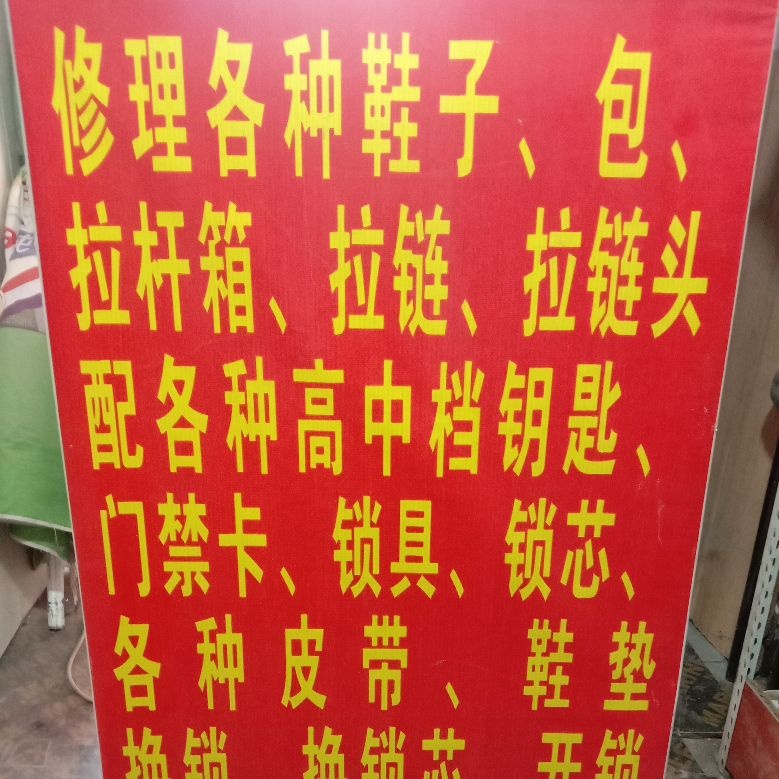 修理各种鞋子、包、
拉杆箱、拉链、拉链头
配各种高中档钥匙、
门禁卡、锁具、锁芯、
各种皮带、鞋垫
换锁 换锁芯 开锁